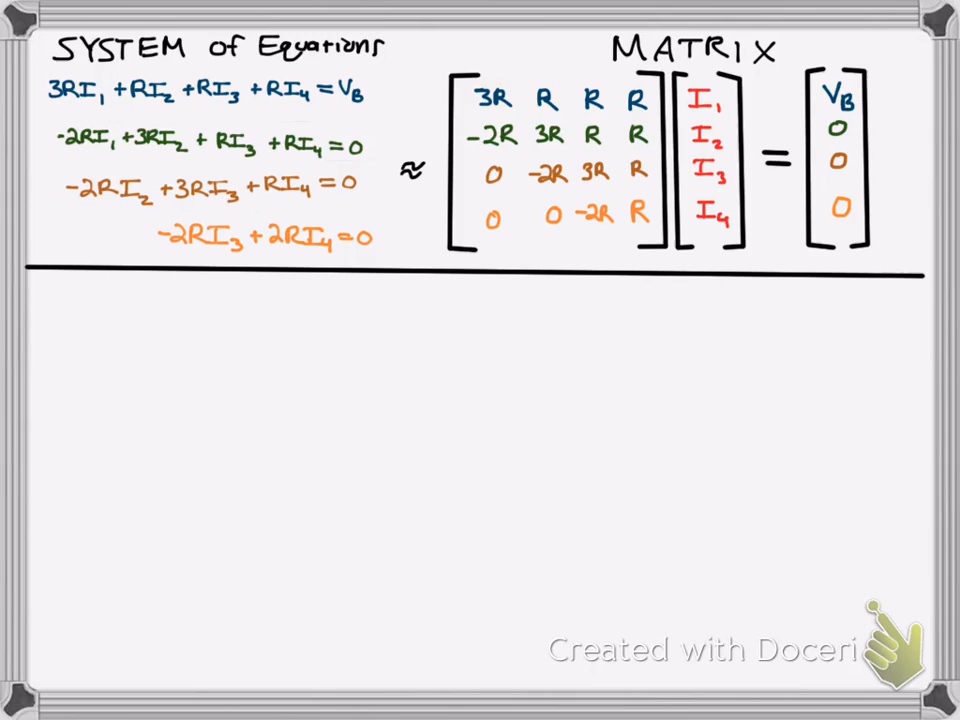 SYSTEM of Equations
3RI₁ + RI₂ + RI₃ + RI₄ = V_B
-2RI₁ + 3RI₂ + RI₃ + RI₄ = 0
-2RI₂ + 3RI₃ + RI₄ = 0
-2RI₃ + 2RI₄ = 0
≈
MATRIX
[ 3R R R R ] [ I₁ ] = [ V_B ]
[ -2R 3R R R ] [ I₂ ] [ 0 ]
[ 0 -2R 3R R ] [ I₃ ] [ 0 ]
[ 0 0 -2R R ] [ I₄ ] [ 0 ]
Created with Doceri